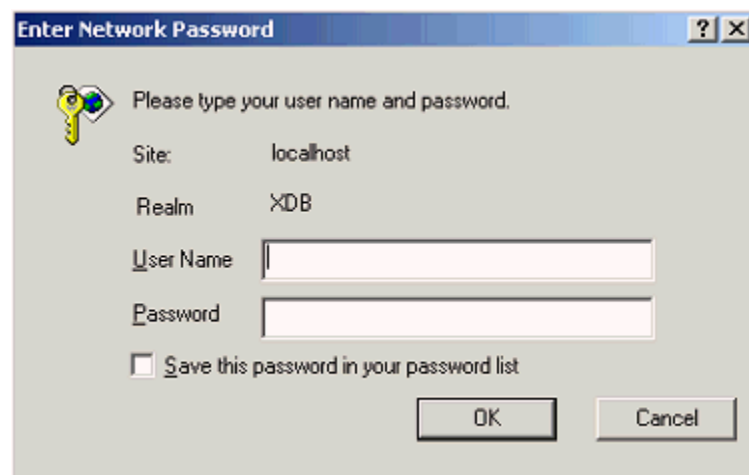 Enter Network Password
Please type your user name and password.
Site: localhost
Realm XDB
User Name
Password
Save this password in your password list
OK Cancel